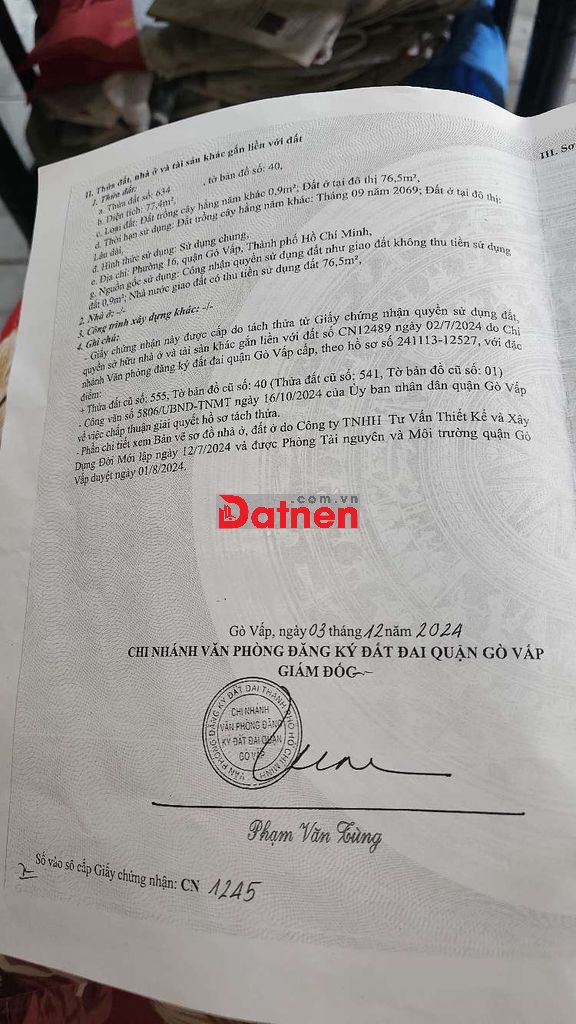 II. Thửa đất, nhà ở và tài sản khác gắn liền với đất
1. Thửa đất:
a. Thửa đất số: 634 , tờ bản đồ số: 40,
b. Diện tích: 77,4m²,
c. Loại đất: Đất trồng cây hằng năm khác 0,9m²; Đất ở tại đô thị 76,5m²,
d. Thời hạn sử dụng: Đất trồng cây hằng năm khác: Tháng 09 năm 2069; Đất ở tại đô thị:
Lâu dài,
đ. Hình thức sử dụng: Sử dụng chung,
e. Địa chỉ: Phường 16, quận Gò Vấp, Thành phố Hồ Chí Minh,
g. Nguồn gốc sử dụng: Công nhận quyền sử dụng đất như giao đất không thu tiền sử dụng
đất 0,9m²; Nhà nước giao đất có thu tiền sử dụng đất 76,5m²,
2. Nhà ở: -/-
3. Công trình xây dựng khác: -/-
4. Ghi chú:
- Giấy chứng nhận này được cấp do tách thửa từ Giấy chứng nhận quyền sử dụng đất,
quyền sở hữu nhà ở và tài sản khác gắn liền với đất số CN12489 ngày 02/7/2024 do Chi
nhánh Văn phòng đăng ký đất đai quận Gò Vấp cấp, theo hồ sơ số 241113-12527, với đặc
điểm:
+ Thửa đất cũ số: 555, Tờ bản đồ cũ số: 40 (Thửa đất cũ số: 541, Tờ bản đồ cũ số: 01)
- Công văn số 5806/UBND-TNMT ngày 16/10/2024 của Ủy ban nhân dân quận Gò Vấp
về việc chấp thuận giải quyết hồ sơ tách thửa.
- Phần chi tiết xem Bản vẽ sơ đồ nhà ở, đất ở do Công ty TNHH Tư Vấn Thiết Kế và Xây
Dựng Đời Mới lập ngày 12/7/2024 và được Phòng Tài nguyên và Môi trường quận Gò
Vấp duyệt ngày 01/8/2024.
III. Sơ
.com.vn
Datnen
Gò Vấp, ngày 03 tháng 12 năm 2024
CHI NHÁNH VĂN PHÒNG ĐĂNG KÝ ĐẤT ĐAI QUẬN GÒ VẤP
GIÁM ĐỐC
VĂN PHÒNG ĐĂNG KÝ ĐẤT ĐAI THÀNH PHỐ HỒ CHÍ MINH
CHI NHÁNH
VĂN PHÒNG ĐĂNG
KÝ ĐẤT ĐAI QUẬN
GÒ VẤP
Phạm Văn Tùng
Số vào sổ cấp Giấy chứng nhận: CN 1245